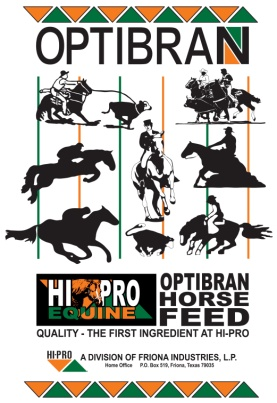 OPTIBRAN
HI PRO
EQUINE
OPTIBRAN
HORSE
FEED
QUALITY - THE FIRST INGREDIENT AT HI-PRO
HI-PRO
A DIVISION OF FRIONA INDUSTRIES, L.P.
Home Office P.O. Box 519, Friona, Texas 79035